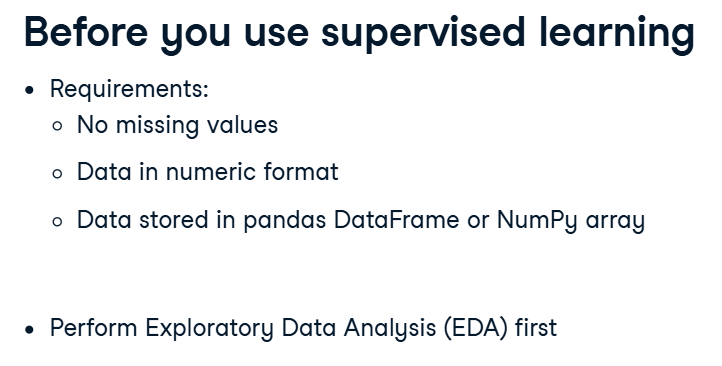 Before you use supervised learning
• Requirements:
○ No missing values
○ Data in numeric format
○ Data stored in pandas DataFrame or NumPy array
• Perform Exploratory Data Analysis (EDA) first